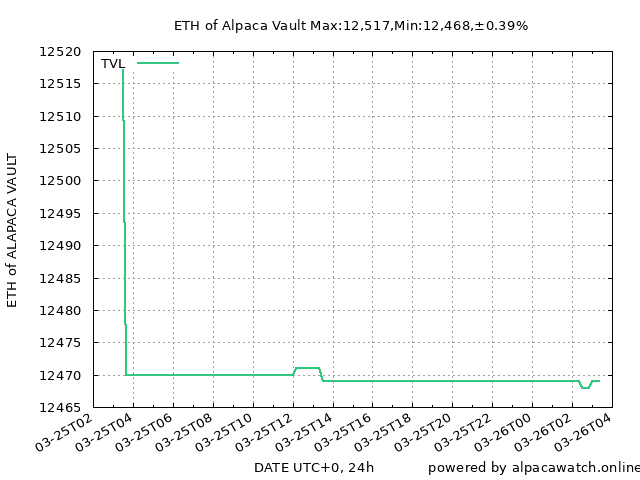 ETH of Alpaca Vault Max:12,517,Min:12,468,±0.39%
TVL
12520
12515
12510
12505
12500
12495
12490
12485
12480
12475
12470
12465
ETH of ALAPACA VAULT
03-25T02
03-25T04
03-25T06
03-25T08
03-25T10
03-25T12
03-25T14
03-25T16
03-25T18
03-25T20
03-25T22
03-26T00
03-26T02
03-26T04
DATE UTC+0, 24h
powered by alpacawatch.online